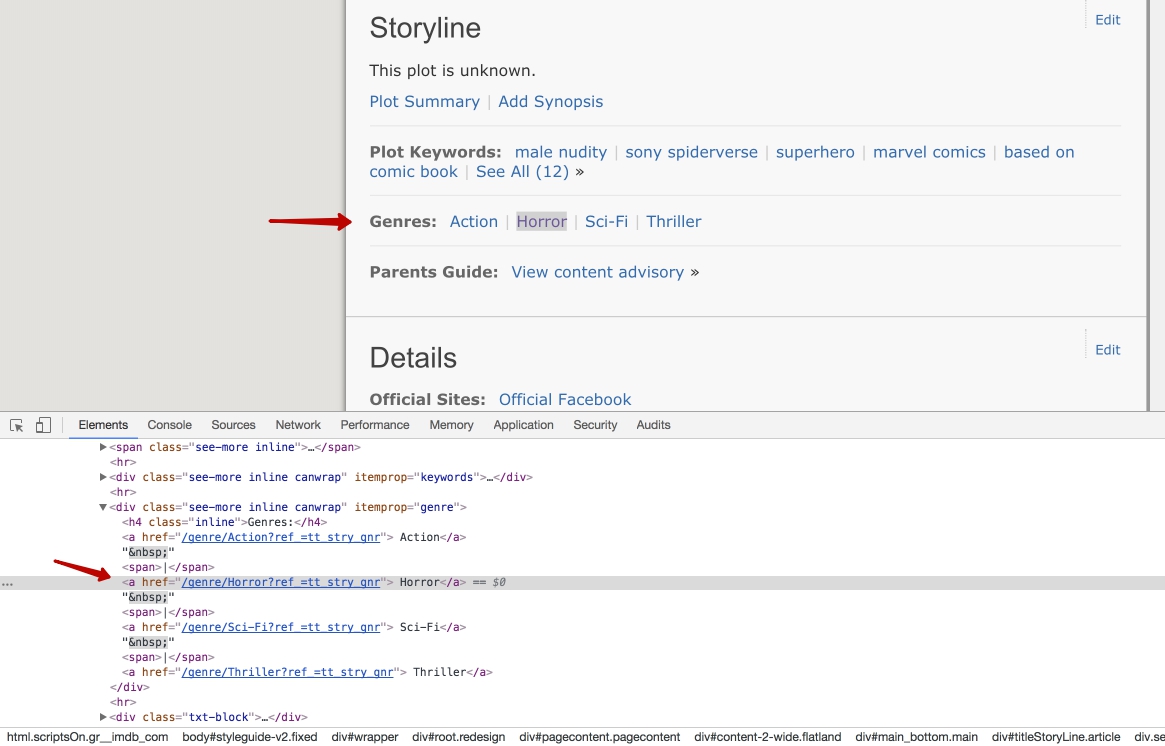 Storyline
Edit
This plot is unknown.
Plot Summary | Add Synopsis
Plot Keywords: male nudity | sony spiderverse | superhero | marvel comics | based on
comic book | See All (12) »
Genres: Action | Horror | Sci-Fi | Thriller
Parents Guide: View content advisory »
Details
Edit
Official Sites: Official Facebook
Elements Console Sources Network Performance Memory Application Security Audits
▶<span class="see-more inline">…</span>
<hr>
▶<div class="see-more inline canwrap" itemprop="keywords">…</div>
<hr>
▼<div class="see-more inline canwrap" itemprop="genre">
<h4 class="inline">Genres:</h4>
<a href="/genre/Action?ref_=tt_stry_gnr"> Action</a>
"&nbsp;"
<span>|</span>
… <a href="/genre/Horror?ref_=tt_stry_gnr"> Horror</a> == $0
"&nbsp;"
<span>|</span>
<a href="/genre/Sci-Fi?ref_=tt_stry_gnr"> Sci-Fi</a>
"&nbsp;"
<span>|</span>
<a href="/genre/Thriller?ref_=tt_stry_gnr"> Thriller</a>
</div>
<hr>
▶<div class="txt-block">…</div>
html.scriptsOn.gr__imdb_com body#styleguide-v2.fixed div#wrapper div#root.redesign div#pagecontent.pagecontent div#content-2-wide.flatland div#main_bottom.main div#titleStoryLine.article div.se